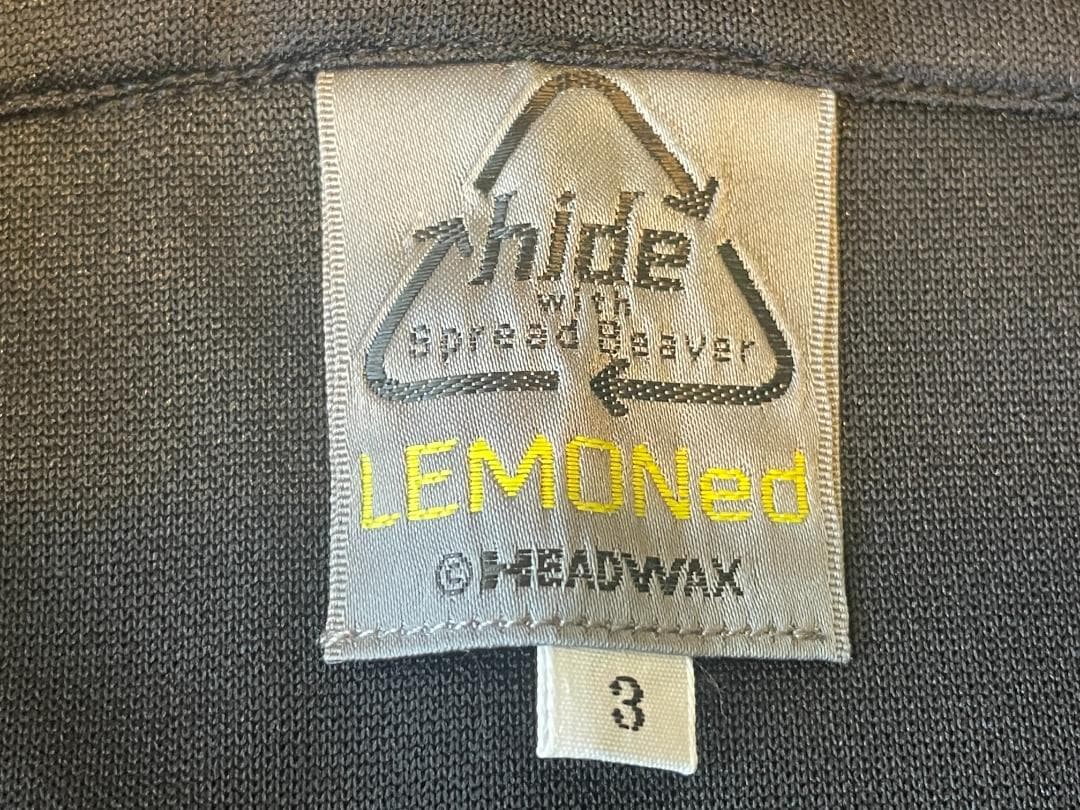 hide
with
Spread Beaver
LEMONed
©HEADWAX
3